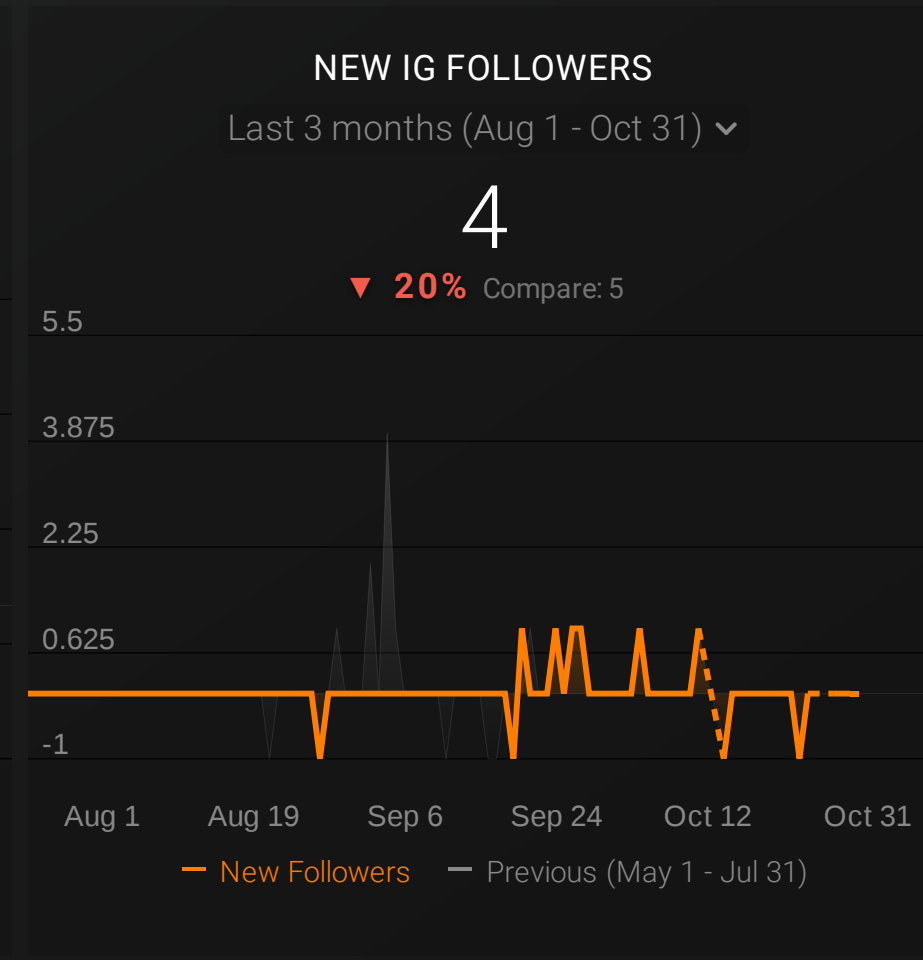 NEW IG FOLLOWERS
Last 3 months (Aug 1 - Oct 31)
4
▼ 20% Compare: 5
5.5
3.875
2.25
0.625
-1
Aug 1 Aug 19 Sep 6 Sep 24 Oct 12 Oct 31
New Followers Previous (May 1 - Jul 31)